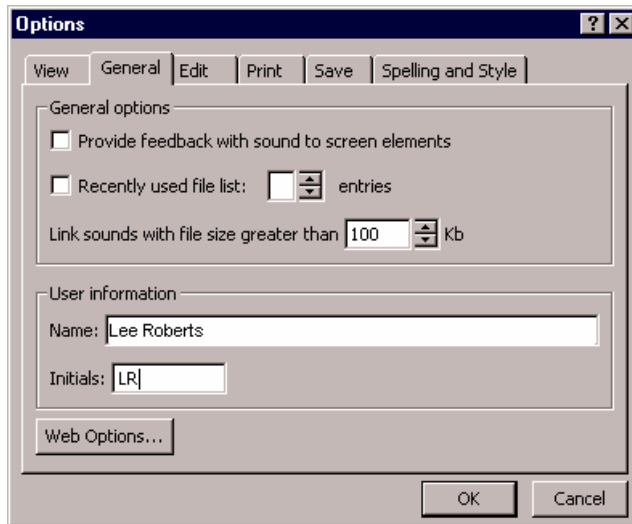 Options
View General Edit Print Save Spelling and Style
General options
Provide feedback with sound to screen elements
Recently used file list: entries
Link sounds with file size greater than 100 Kb
User information
Name: Lee Roberts
Initials: LR
Web Options...
OK Cancel